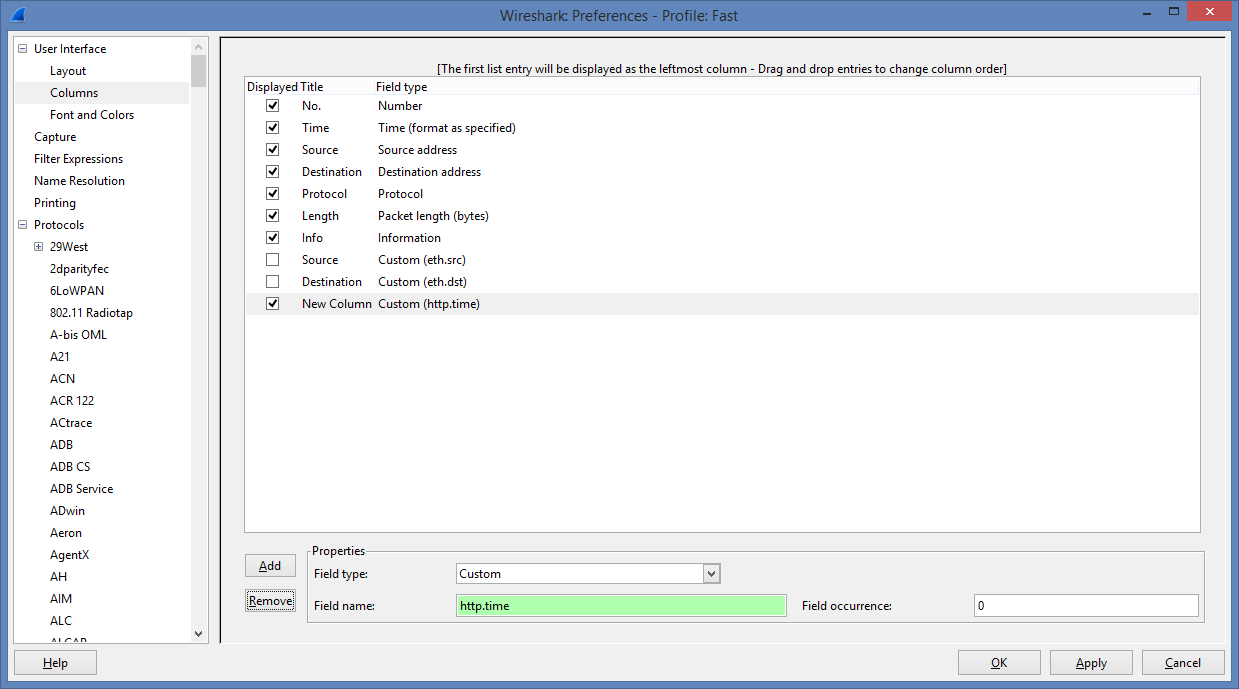 Wireshark: Preferences - Profile: Fast
User Interface
Layout
Columns
Font and Colors
Capture
Filter Expressions
Name Resolution
Printing
Protocols
29West
2dparityfec
6LoWPAN
802.11 Radiotap
A-bis OML
A21
ACN
ACR 122
ACtrace
ADB
ADB CS
ADB Service
ADwin
Aeron
AgentX
AH
AIM
ALC
ALCAP
[The first list entry will be displayed as the leftmost column - Drag and drop entries to change column order]
Displayed Title Field type
No. Number
Time Time (format as specified)
Source Source address
Destination Destination address
Protocol Protocol
Length Packet length (bytes)
Info Information
Source Custom (eth.src)
Destination Custom (eth.dst)
New Column Custom (http.time)
Add
Remove
Properties
Field type: Custom
Field name: http.time Field occurrence: 0
Help OK Apply Cancel